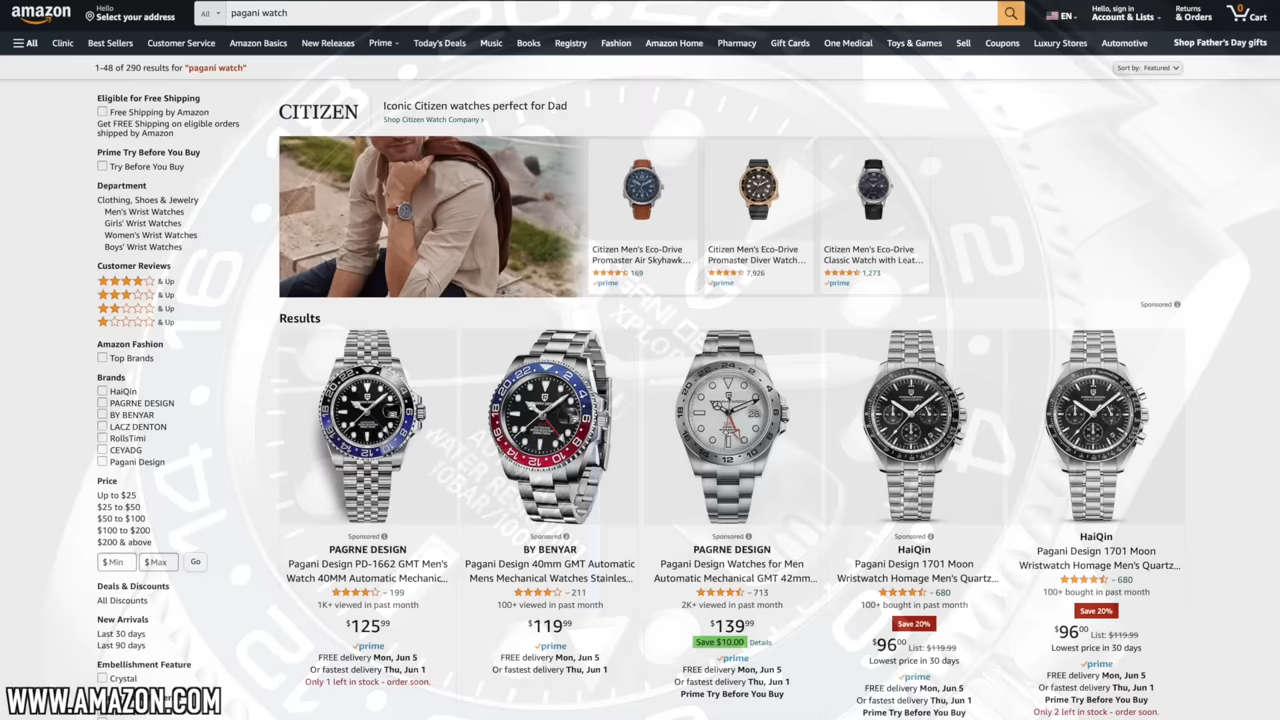 amazon
Hello
Select your address
All
pagani watch
EN
Hello, sign in
Account & Lists
Returns
& Orders
0
Cart
All
Clinic
Best Sellers
Customer Service
Amazon Basics
New Releases
Prime
Today's Deals
Music
Books
Registry
Fashion
Amazon Home
Pharmacy
Gift Cards
One Medical
Toys & Games
Sell
Coupons
Luxury Stores
Automotive
Shop Father's Day gifts
1-48 of 290 results for "pagani watch"
Sort by: Featured
Eligible for Free Shipping
Free Shipping by Amazon
Get FREE Shipping on eligible orders
shipped by Amazon
Prime Try Before You Buy
Try Before You Buy
Department
Clothing, Shoes & Jewelry
Men's Wrist Watches
Girls' Wrist Watches
Women's Wrist Watches
Boys' Wrist Watches
Customer Reviews
& Up
& Up
& Up
& Up
Amazon Fashion
Top Brands
Brands
HaiQin
PAGRNE DESIGN
BY BENYAR
LACZ DENTON
RollsTimi
CEYADG
Pagani Design
Price
Up to $25
$25 to $50
$50 to $100
$100 to $200
$200 & above
$ Min
$ Max
Go
Deals & Discounts
All Discounts
New Arrivals
Last 30 days
Last 90 days
Embellishment Feature
Crystal
CITIZEN
Iconic Citizen watches perfect for Dad
Shop Citizen Watch Company ›
Citizen Men's Eco-Drive
Promaster Air Skyhawk...
169
prime
Citizen Men's Eco-Drive
Promaster Diver Watch...
7,926
prime
Citizen Men's Eco-Drive
Classic Watch with Leat...
1,273
prime
Sponsored
Results
Sponsored
PAGRNE DESIGN
Pagani Design PD-1662 GMT Men's
Watch 40MM Automatic Mechanic...
199
1K+ viewed in past month
$125.99
prime
FREE delivery Mon, Jun 5
Or fastest delivery Thu, Jun 1
Only 1 left in stock - order soon.
Sponsored
BY BENYAR
Pagani Design 40mm GMT Automatic
Mens Mechanical Watches Stainles...
211
100+ viewed in past month
$119.99
prime
FREE delivery Mon, Jun 5
Or fastest delivery Thu, Jun 1
Sponsored
PAGRNE DESIGN
Pagani Design Watches for Men
Automatic Mechanical GMT 42mm...
713
2K+ viewed in past month
$139.99
Save $10.00 Details
prime
FREE delivery Mon, Jun 5
Or fastest delivery Thu, Jun 1
Prime Try Before You Buy
Sponsored
HaiQin
Pagani Design 1701 Moon
Wristwatch Homage Men's Quartz...
680
100+ bought in past month
Save 20%
$96.00 List: $119.99
Lowest price in 30 days
prime
FREE delivery Mon, Jun 5
Or fastest delivery Thu, Jun 1
Prime Try Before You Buy
HaiQin
Pagani Design 1701 Moon
Wristwatch Homage Men's Quartz...
680
100+ bought in past month
Save 20%
$96.00 List: $119.99
Lowest price in 30 days
prime
FREE delivery Mon, Jun 5
Or fastest delivery Thu, Jun 1
Prime Try Before You Buy
Only 2 left in stock - order soon.
WWW.AMAZON.COM